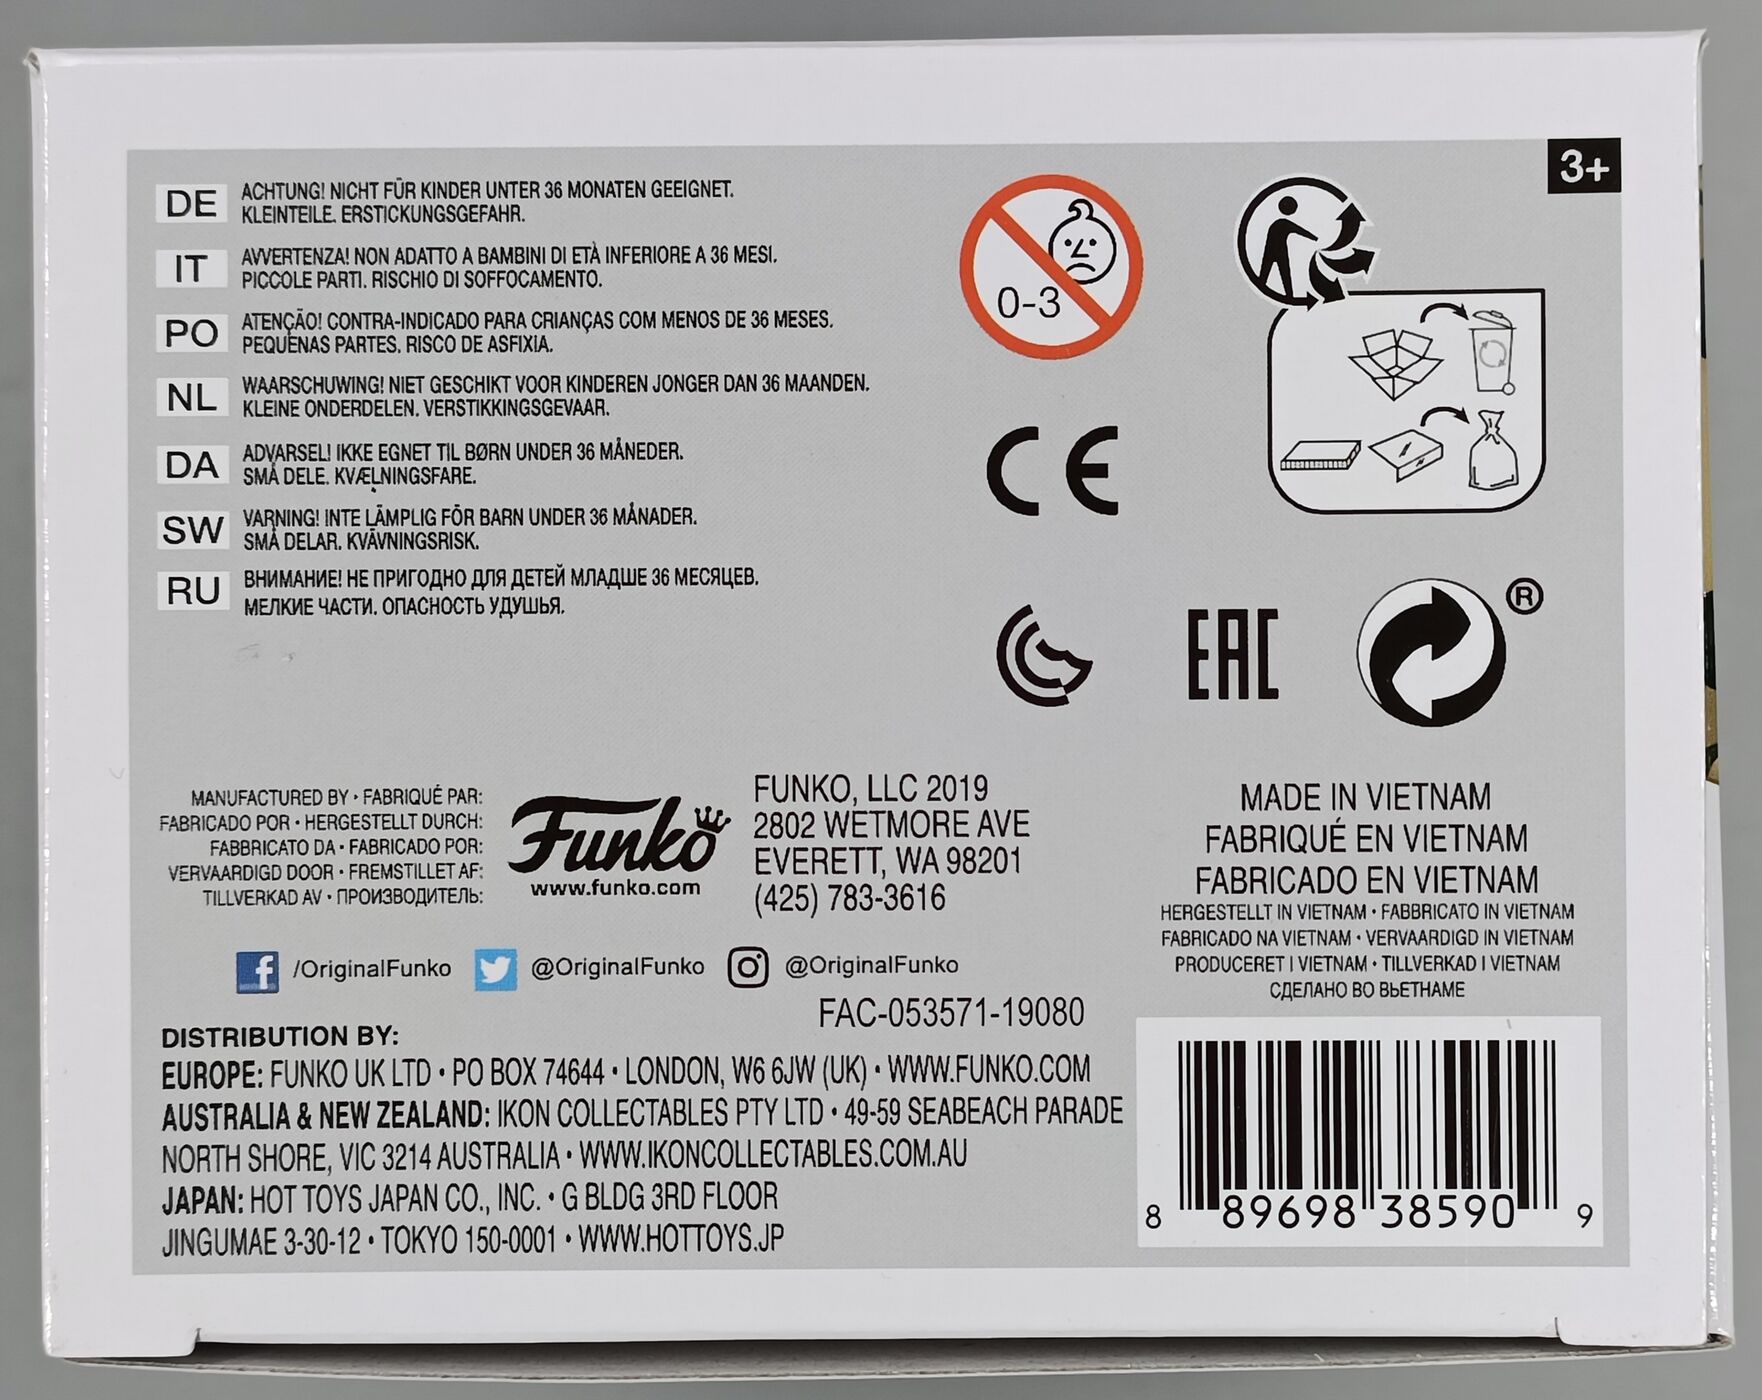 3+
DE ACHTUNG! NICHT FÜR KINDER UNTER 36 MONATEN GEEIGNET.
KLEINTEILE. ERSTICKUNGSGEFAHR.
IT AVVERTENZA! NON ADATTO A BAMBINI DI ETÀ INFERIORE A 36 MESI.
PICCOLE PARTI. RISCHIO DI SOFFOCAMENTO.
PO ATENÇÃO! CONTRA-INDICADO PARA CRIANÇAS COM MENOS DE 36 MESES.
PEQUENAS PARTES. RISCO DE ASFIXIA.
NL WAARSCHUWING! NIET GESCHIKT VOOR KINDEREN JONGER DAN 36 MAANDEN.
KLEINE ONDERDELEN. VERSTIKKINGSGEVAAR.
DA ADVARSEL! IKKE EGNET TIL BØRN UNDER 36 MÅNEDER.
SMÅ DELE. KVÆLNINGSFARE.
SW VARNING! INTE LÄMPLIG FÖR BARN UNDER 36 MÅNADER.
SMÅ DELAR. KVÄVNINGSRISK.
RU ВНИМАНИЕ! НЕ ПРИГОДНО ДЛЯ ДЕТЕЙ МЛАДШЕ 36 МЕСЯЦЕВ.
МЕЛКИЕ ЧАСТИ. ОПАСНОСТЬ УДУШЬЯ.
0-3
CE
EAC
®
MANUFACTURED BY • FABRIQUÉ PAR:
FABRICADO POR • HERGESTELLT DURCH:
FABBRICATO DA • FABRICADO POR:
VERVAARDIGD DOOR • FREMSTILLET AF:
TILLVERKAD AV • ПРОИЗВОДИТЕЛЬ:
Funko
www.funko.com
FUNKO, LLC 2019
2802 WETMORE AVE
EVERETT, WA 98201
(425) 783-3616
MADE IN VIETNAM
FABRIQUÉ EN VIETNAM
FABRICADO EN VIETNAM
HERGESTELLT IN VIETNAM • FABBRICATO IN VIETNAM
FABRICADO NA VIETNAM • VERVAARDIGD IN VIETNAM
PRODUCERET I VIETNAM • TILLVERKAD I VIETNAM
СДЕЛАНО ВО ВЬЕТНАМЕ
f /OriginalFunko @OriginalFunko @OriginalFunko
FAC-053571-19080
DISTRIBUTION BY:
EUROPE: FUNKO UK LTD • PO BOX 74644 • LONDON, W6 6JW (UK) • WWW.FUNKO.COM
AUSTRALIA & NEW ZEALAND: IKON COLLECTABLES PTY LTD • 49-59 SEABEACH PARADE
NORTH SHORE, VIC 3214 AUSTRALIA • WWW.IKONCOLLECTABLES.COM.AU
JAPAN: HOT TOYS JAPAN CO., INC. • G BLDG 3RD FLOOR
JINGUMAE 3-30-12 • TOKYO 150-0001 • WWW.HOTTOYS.JP
8 89698 38590 9